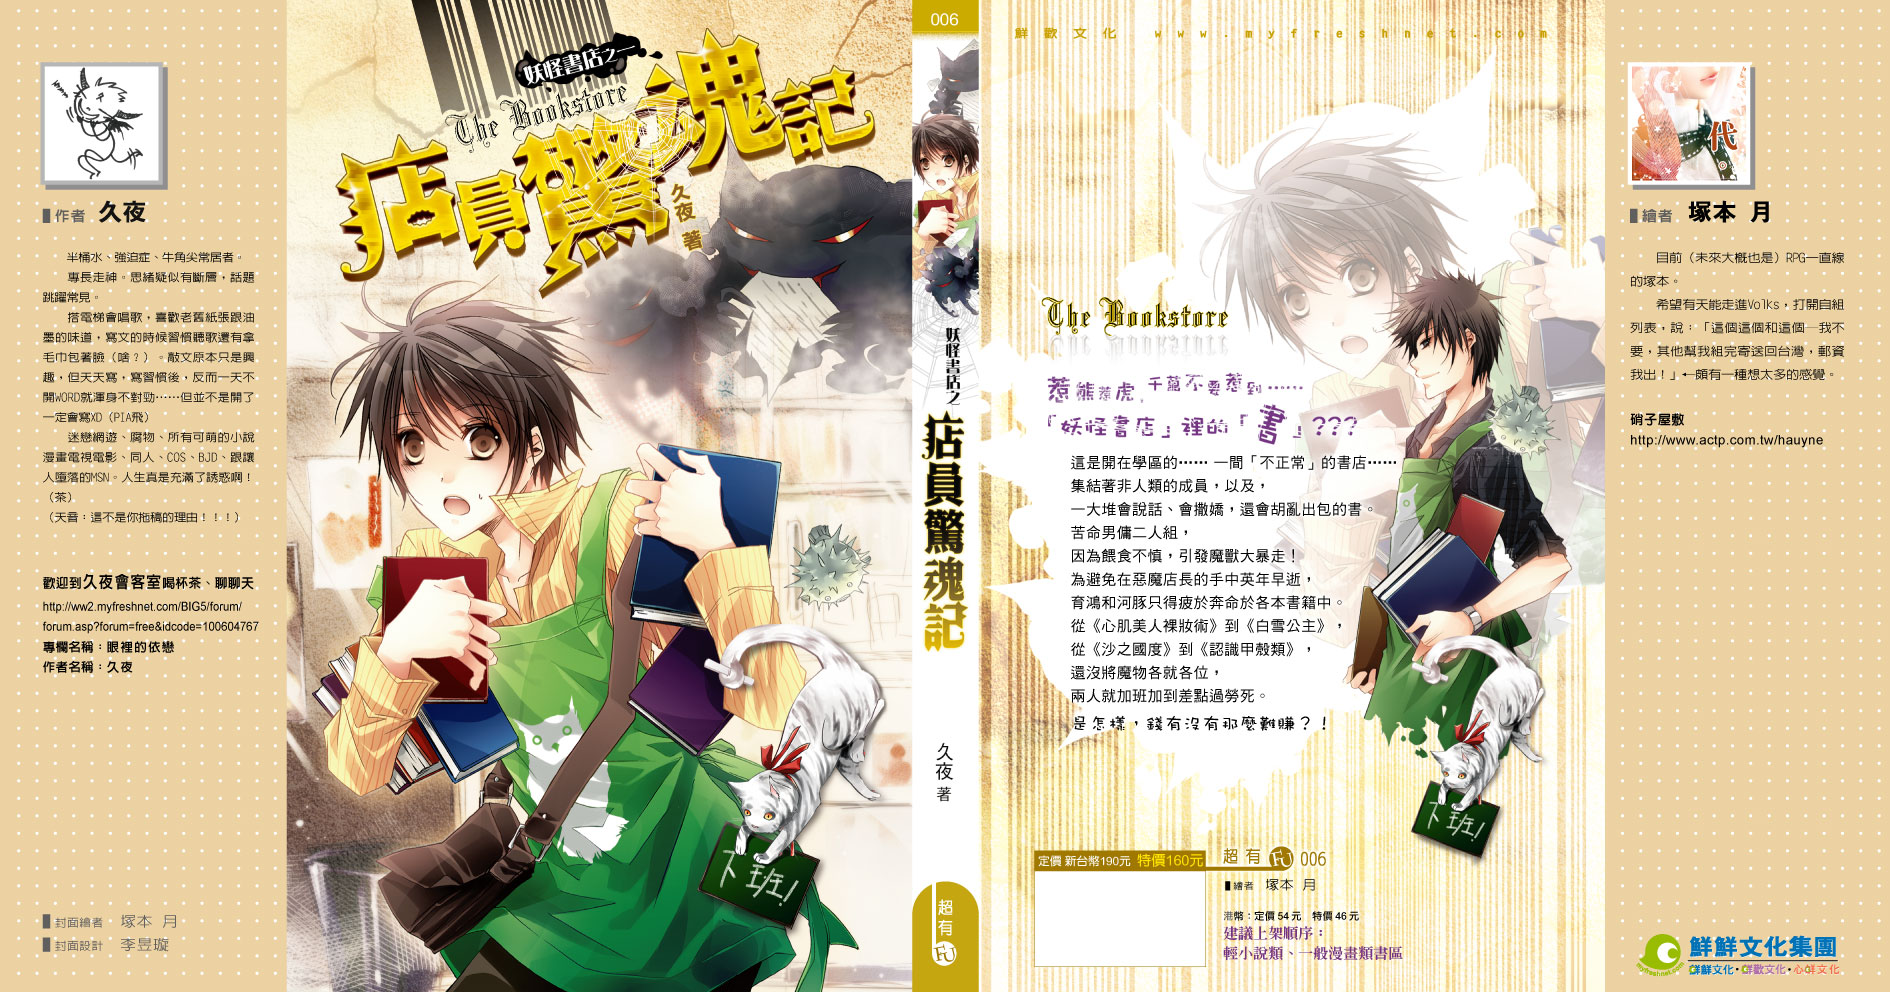 作者 久夜
半桶水、強迫症、牛角尖常居者。
專長走神。思緒疑似有斷層，話題
跳躍常見。
搭電梯會唱歌，喜歡老舊紙張跟油
墨的味道，寫文的時候習慣聽歌還有拿
毛巾包著臉（啥？）。敲文原本只是興
趣，但天天寫，寫習慣後，反而一天不
開WORD就渾身不對勁……但並不是開了
一定會寫XD（PIA飛）
迷戀網遊、腐物、所有可萌的小說
漫畫電視電影、同人、COS、BJD、跟讓
人墮落的MSN。人生真是充滿了誘惑啊！
（茶）
（天音：這不是你拖稿的理由！！！）
歡迎到久夜會客室喝杯茶、聊聊天
http://ww2.myfreshnet.com/BIG5/forum/
forum.asp?forum=free&idcode=100604767
專欄名稱：眼裡的依戀
作者名稱：久夜
封面繪者 塚本 月
封面設計 李昱璇
妖怪書店之一
The Bookstore
店員驚魂記
久夜 著
下班!
006
妖怪書店之一
店員驚魂記
久夜 著
超有
FU
鮮歡文化 www.myfreshnet.com
The Bookstore
惹熊惹虎，千萬不要惹到……
「妖怪書店」裡的「書」???
這是開在學區的…… 一間「不正常」的書店……
集結著非人類的成員，以及，
一大堆會說話、會撒嬌，還會胡亂出包的書。
苦命男傭二人組，
因為餵食不慎，引發魔獸大暴走！
為避免在惡魔店長的手中英年早逝，
育鴻和河豚只得疲於奔命於各本書籍中。
從《心肌美人裸妝術》到《白雪公主》，
從《沙之國度》到《認識甲殼類》，
還沒將魔物各就各位，
兩人就加班加到差點過勞死。
是怎樣，錢有沒有那麼難賺？！
下班!
定價 新台幣190元 特價160元
超有 FU 006
繪者 塚本 月
港幣：定價 54 元 特價 46 元
建議上架順序：
輕小說類、一般漫畫類書區
代
繪者 塚本 月
目前（未來大概也是）RPG一直線
的塚本。
希望有天能走進Volks，打開自組
列表，說：「這個這個和這個─我不
要，其他幫我組完寄送回台灣，郵資
我出！」←頗有一種想太多的感覺。
硝子屋敷
http://www.actp.com.tw/hauyne
myfreshnet.com
鮮鮮文化集團
鮮鮮文化・鮮歡文化・心鮮文化